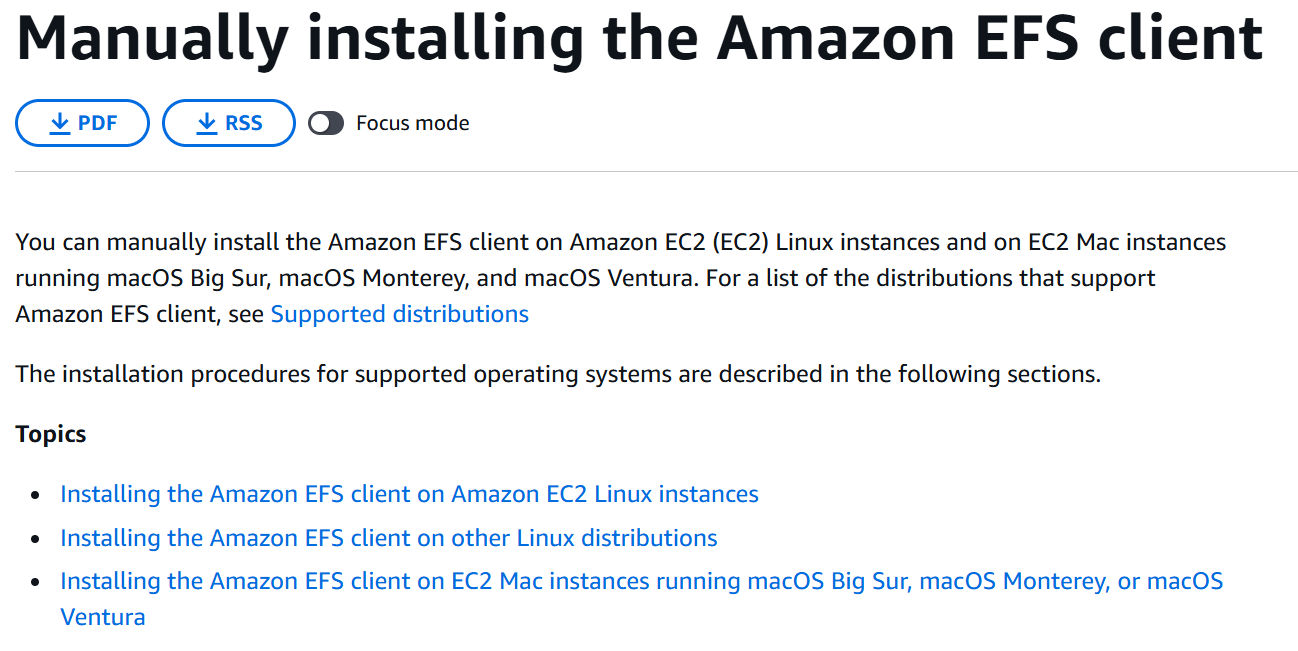 Manually installing the Amazon EFS client
PDF
RSS
Focus mode
You can manually install the Amazon EFS client on Amazon EC2 (EC2) Linux instances and on EC2 Mac instances
running macOS Big Sur, macOS Monterey, and macOS Ventura. For a list of the distributions that support
Amazon EFS client, see Supported distributions
The installation procedures for supported operating systems are described in the following sections.
Topics
Installing the Amazon EFS client on Amazon EC2 Linux instances
Installing the Amazon EFS client on other Linux distributions
Installing the Amazon EFS client on EC2 Mac instances running macOS Big Sur, macOS Monterey, or macOS
Ventura